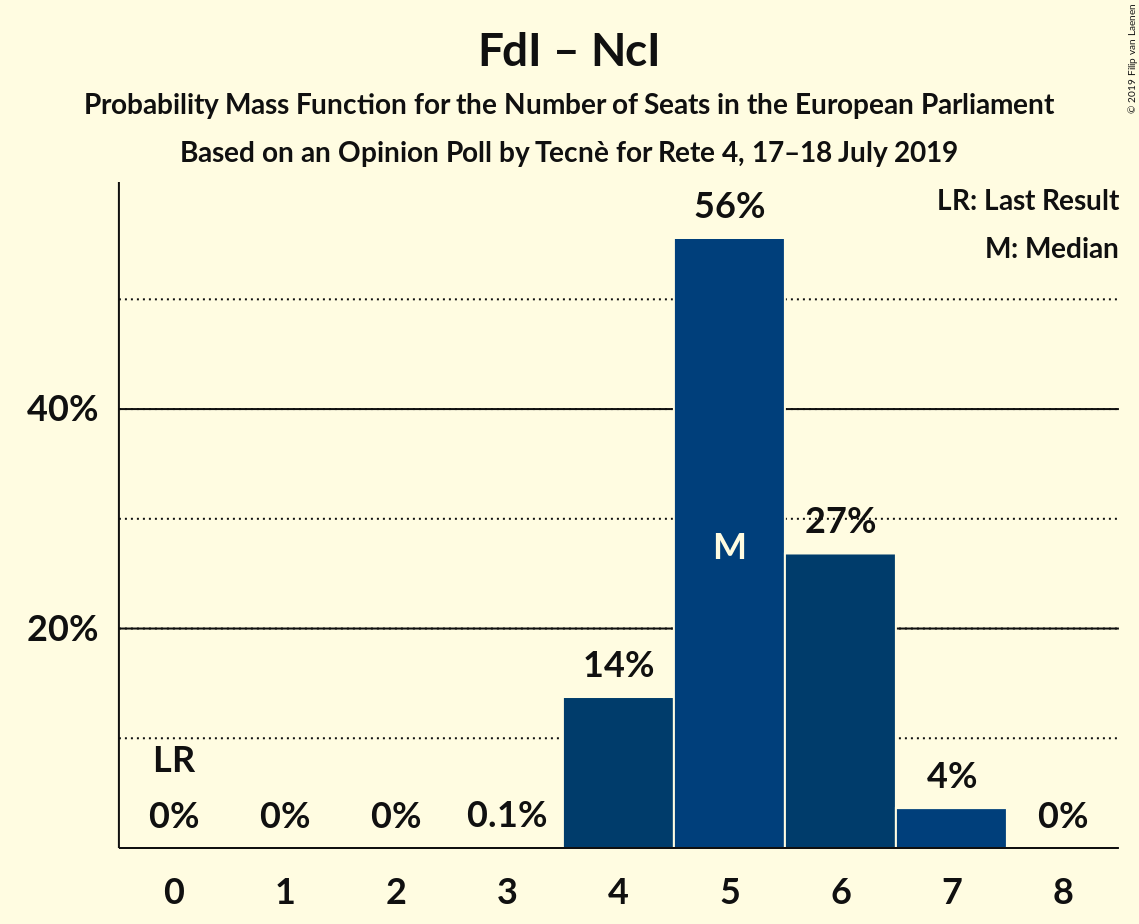 FdI – NcI
Probability Mass Function for the Number of Seats in the European Parliament
Based on an Opinion Poll by Tecnè for Rete 4, 17–18 July 2019
© 2019 Filip van Laenen
LR: Last Result
M: Median
56%
40%
27%
M
20%
14%
LR
4%
0% 0% 0% 0.1% 0%
0 1 2 3 4 5 6 7 8